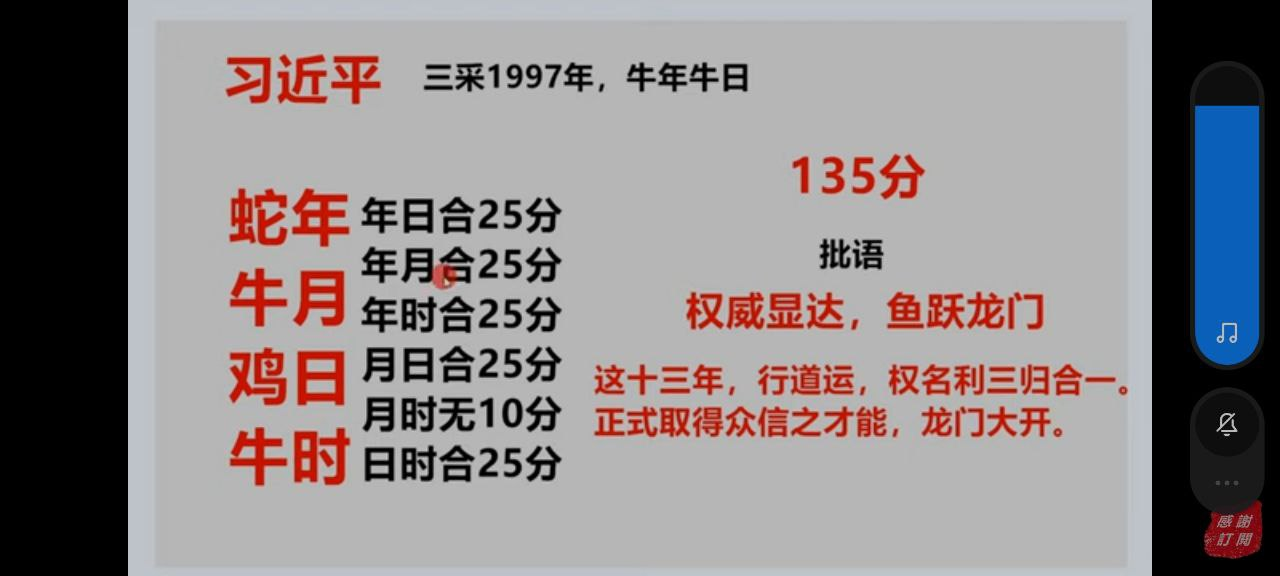 习近平 三采1997年，牛年牛日
135分
蛇年
牛月
鸡日
牛时
年日合25分
年月合25分
年时合25分
月日合25分
月时无10分
日时合25分
批语
权威显达，鱼跃龙门
这十三年，行道运，权名利三归合一。
正式取得众信之才能，龙门大开。
感謝
訂閱